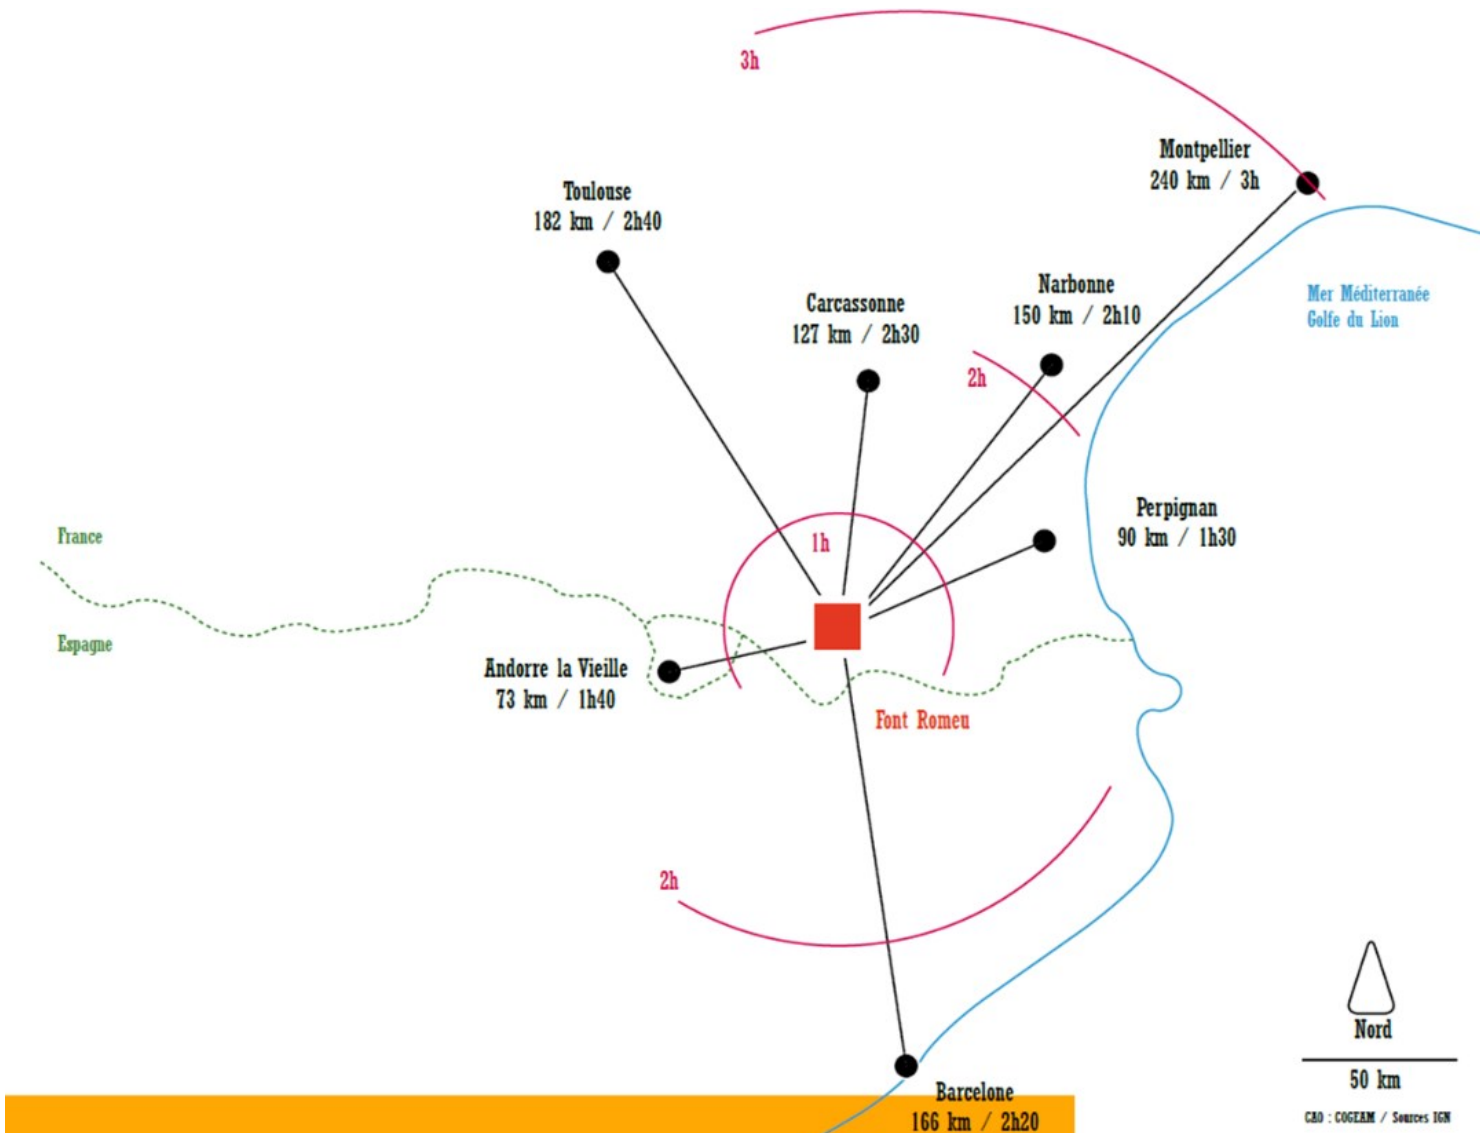 3h
Montpellier
240 km / 3h
Toulouse
182 km / 2h40
Carcassonne
127 km / 2h30
Narbonne
150 km / 2h10
Mer Méditerranée
Golfe du Lion
2h
Perpignan
90 km / 1h30
France
1h
Espagne
Andorre la Vieille
73 km / 1h40
Font Romeu
2h
Nord
50 km
Barcelone
166 km / 2h20
CAO : COGEAM / Sources IGN